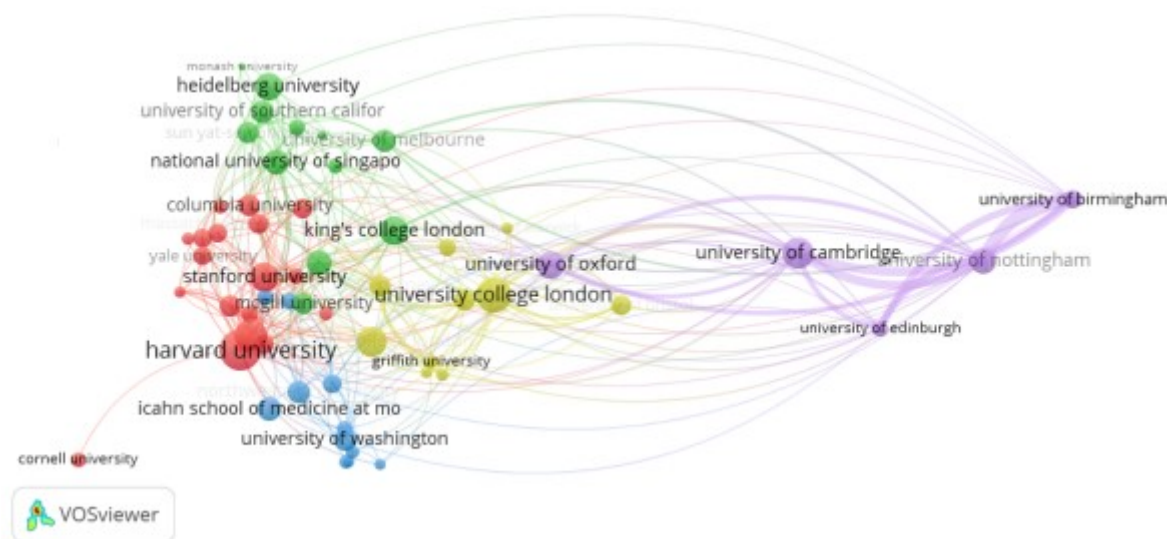 monash university
heidelberg university
university of southern califor
university of melbourne
national university of singapo
columbia university
university of birmingham
king's college london
yale university
university of oxford
university of cambridge
university of nottingham
stanford university
mcgill university
university college london
university of edinburgh
harvard university
griffith university
icahn school of medicine at mo
university of washington
cornell university
VOSviewer